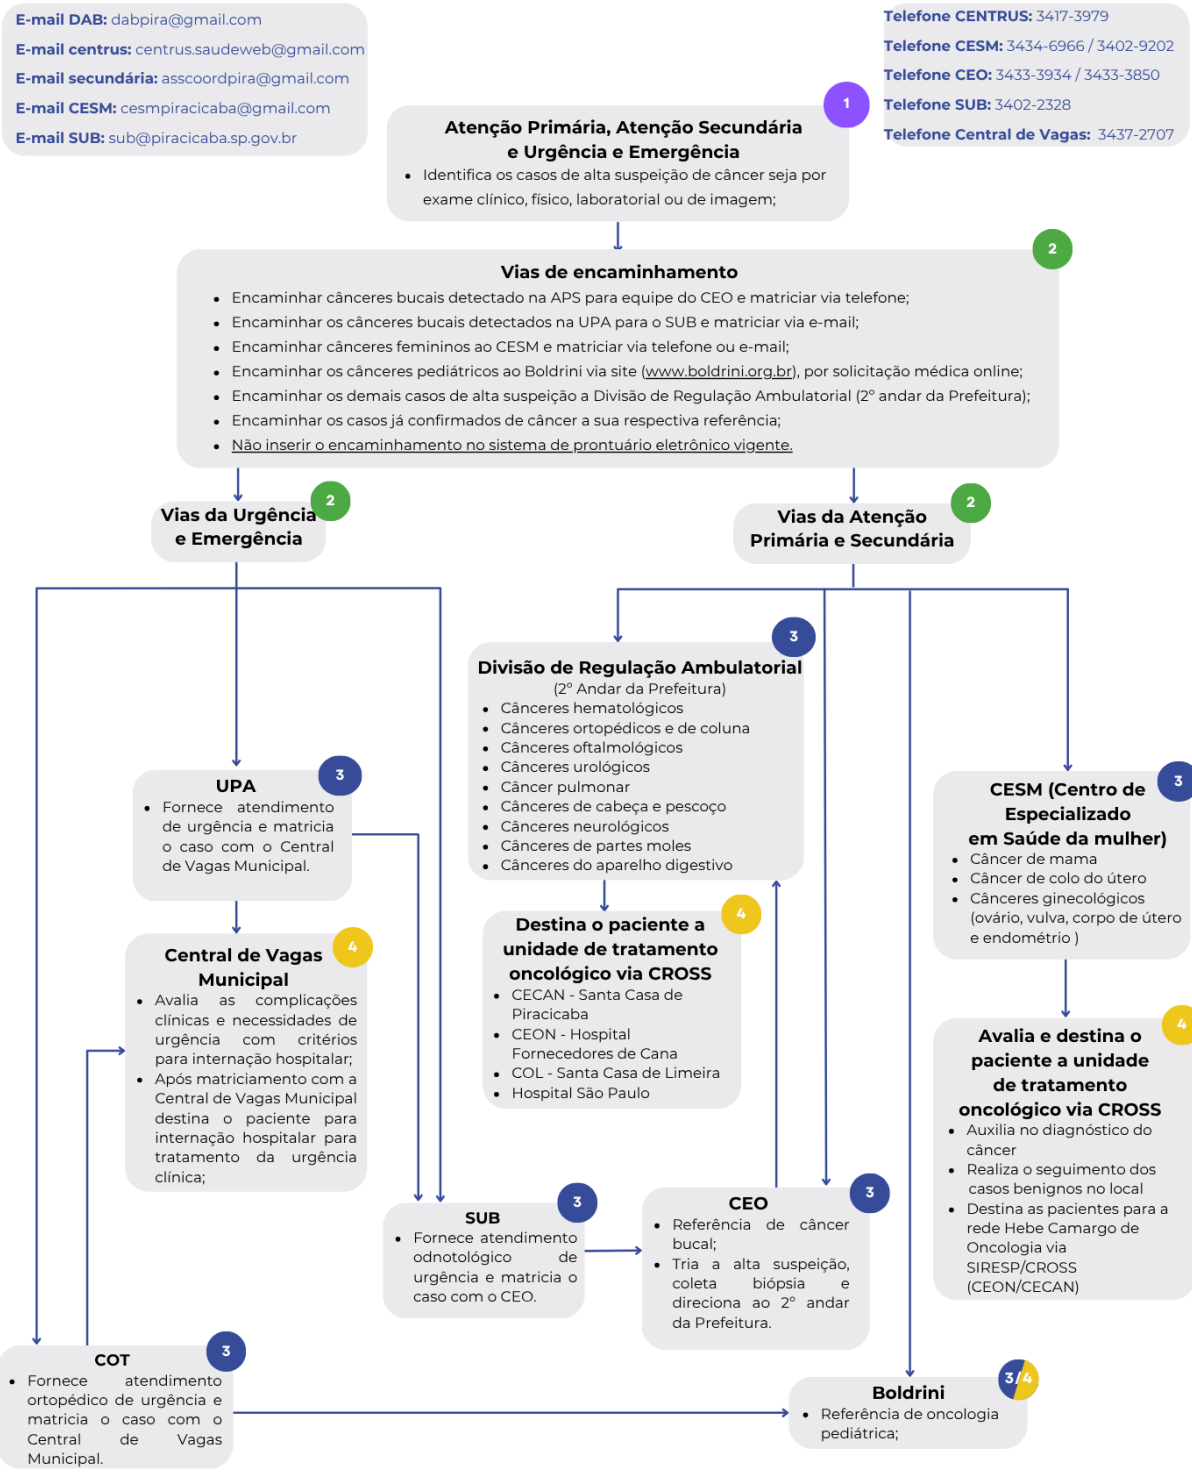 E-mail DAB: dabpira@gmail.com
E-mail centrus: centrus.saudeweb@gmail.com
E-mail secundária: asscoordpira@gmail.com
E-mail CESM: cesmpiracicaba@gmail.com
E-mail SUB: sub@piracicaba.sp.gov.br
Telefone CENTRUS: 3417-3979
Telefone CESM: 3434-6966 / 3402-9202
Telefone CEO: 3433-3934 / 3433-3850
Telefone SUB: 3402-2328
Telefone Central de Vagas: 3437-2707
1
Atenção Primária, Atenção Secundária
e Urgência e Emergência
• Identifica os casos de alta suspeição de câncer seja por
exame clínico, físico, laboratorial ou de imagem;
2
Vias de encaminhamento
• Encaminhar cânceres bucais detectado na APS para equipe do CEO e matriciar via telefone;
• Encaminhar os cânceres bucais detectados na UPA para o SUB e matriciar via e-mail;
• Encaminhar cânceres femininos ao CESM e matriciar via telefone ou e-mail;
• Encaminhar os cânceres pediátricos ao Boldrini via site (www.boldrini.org.br), por solicitação médica online;
• Encaminhar os demais casos de alta suspeição a Divisão de Regulação Ambulatorial (2º andar da Prefeitura);
• Encaminhar os casos já confirmados de câncer a sua respectiva referência;
• Não inserir o encaminhamento no sistema de prontuário eletrônico vigente.
2
Vias da Urgência
e Emergência
2
Vias da Atenção
Primária e Secundária
3
Divisão de Regulação Ambulatorial
(2º Andar da Prefeitura)
• Cânceres hematológicos
• Cânceres ortopédicos e de coluna
• Cânceres oftalmológicos
• Cânceres urológicos
• Câncer pulmonar
• Cânceres de cabeça e pescoço
• Cânceres neurológicos
• Cânceres de partes moles
• Cânceres do aparelho digestivo
3
UPA
• Fornece atendimento
de urgência e matricia
o caso com o Central
de Vagas Municipal.
3
CESM (Centro de
Especializado
em Saúde da mulher)
• Câncer de mama
• Câncer de colo do útero
• Cânceres ginecológicos
(ovário, vulva, corpo de útero
e endométrio )
4
Central de Vagas
Municipal
• Avalia as complicações
clínicas e necessidades de
urgência com critérios
para internação hospitalar;
• Após matriciamento com a
Central de Vagas Municipal
destina o paciente para
internação hospitalar para
tratamento da urgência
clínica;
4
Destina o paciente a
unidade de tratamento
oncológico via CROSS
• CECAN - Santa Casa de
Piracicaba
• CEON - Hospital
Fornecedores de Cana
• COL - Santa Casa de Limeira
• Hospital São Paulo
4
Avalia e destina o
paciente a unidade
de tratamento
oncológico via CROSS
• Auxilia no diagnóstico do
câncer
• Realiza o seguimento dos
casos benignos no local
• Destina as pacientes para a
rede Hebe Camargo de
Oncologia via
SIRESP/CROSS
(CEON/CECAN)
3
SUB
• Fornece atendimento
odnotológico de
urgência e matricia o
caso com o CEO.
3
CEO
• Referência de câncer
bucal;
• Tria a alta suspeição,
coleta biópsia e
direciona ao 2º andar
da Prefeitura.
3
COT
• Fornece atendimento
ortopédico de urgência e
matricia o caso com o
Central de Vagas
Municipal.
3/4
Boldrini
• Referência de oncologia
pediátrica;